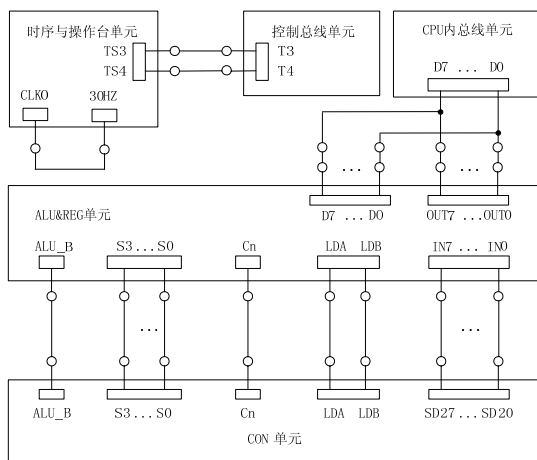 时序与操作台单元
控制总线单元
CPU内总线单元
TS3
T3
TS4
T4
D7 ... D0
CLK0
30HZ
ALU&REG单元
D7 ... D0
OUT7 ... OUT0
ALU_B
S3...S0
Cn
LDA
LDB
IN7 ... IN0
...
...
...
...
ALU_B
S3...S0
Cn
LDA
LDB
SD27...SD20
CON 单元